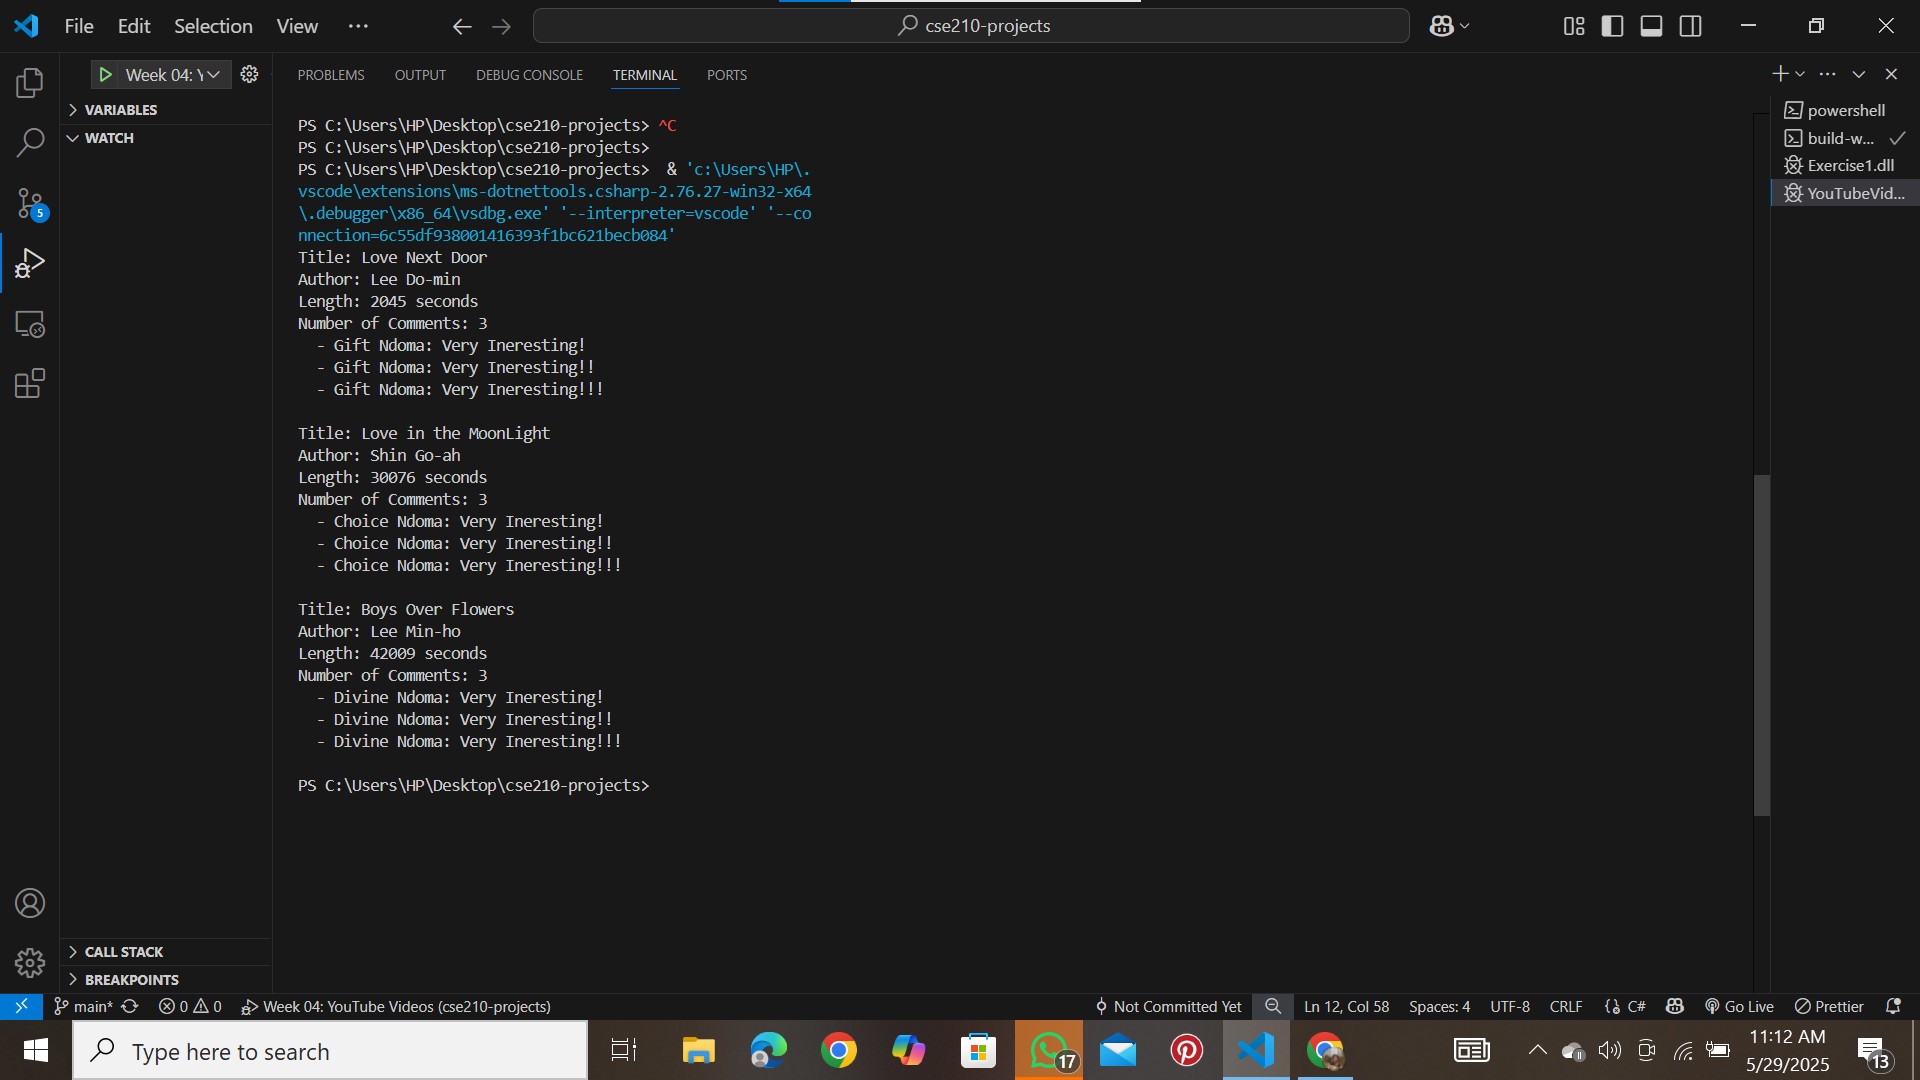 File Edit Selection View ··· cse210-projects
Week 04: Y PROBLEMS OUTPUT DEBUG CONSOLE TERMINAL PORTS
VARIABLES
WATCH
CALL STACK
BREAKPOINTS
PS C:\Users\HP\Desktop\cse210-projects> ^C
PS C:\Users\HP\Desktop\cse210-projects>
PS C:\Users\HP\Desktop\cse210-projects>  & 'c:\Users\HP\.
vscode\extensions\ms-dotnettools.csharp-2.76.27-win32-x64
\.debugger\x86_64\vsdbg.exe' '--interpreter=vscode' '--co
nnection=6c55df938001416393f1bc621becb084'
Title: Love Next Door
Author: Lee Do-min
Length: 2045 seconds
Number of Comments: 3
- Gift Ndoma: Very Ineresting!
- Gift Ndoma: Very Ineresting!!
- Gift Ndoma: Very Ineresting!!!
Title: Love in the MoonLight
Author: Shin Go-ah
Length: 30076 seconds
Number of Comments: 3
- Choice Ndoma: Very Ineresting!
- Choice Ndoma: Very Ineresting!!
- Choice Ndoma: Very Ineresting!!!
Title: Boys Over Flowers
Author: Lee Min-ho
Length: 42009 seconds
Number of Comments: 3
- Divine Ndoma: Very Ineresting!
- Divine Ndoma: Very Ineresting!!
- Divine Ndoma: Very Ineresting!!!
PS C:\Users\HP\Desktop\cse210-projects>
powershell
build-w...
Exercise1.dll
YouTubeVid...
5
main* 0 0 Week 04: YouTube Videos (cse210-projects) Not Committed Yet Ln 12, Col 58 Spaces: 4 UTF-8 CRLF C# Go Live Prettier
Type here to search 17 11:12 AM
5/29/2025 13